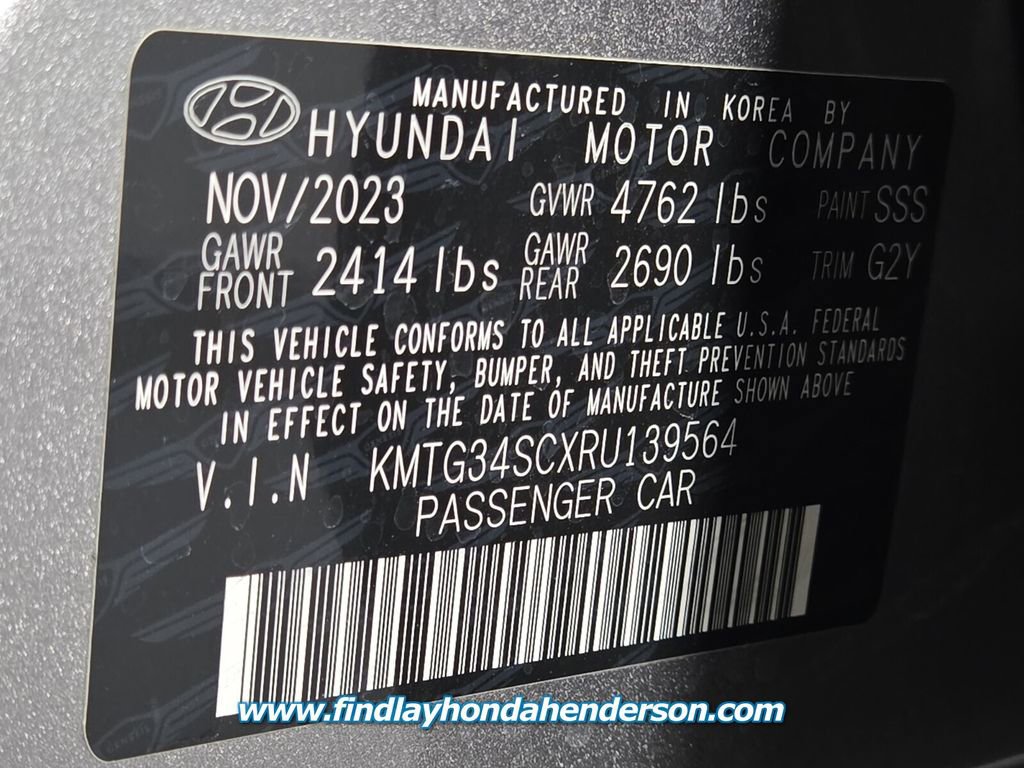 MANUFACTURED IN KOREA BY
HYUNDAI MOTOR COMPANY
NOV/2023 GVWR 4762 lbs PAINT SSS
GAWR FRONT 2414 lbs GAWR REAR 2690 lbs TRIM G2Y
THIS VEHICLE CONFORMS TO ALL APPLICABLE U.S.A. FEDERAL
MOTOR VEHICLE SAFETY, BUMPER, AND THEFT PREVENTION STANDARDS
IN EFFECT ON THE DATE OF MANUFACTURE SHOWN ABOVE
V.I.N KMTG34SCXRU139564
PASSENGER CAR
www.findlayhondahenderson.com